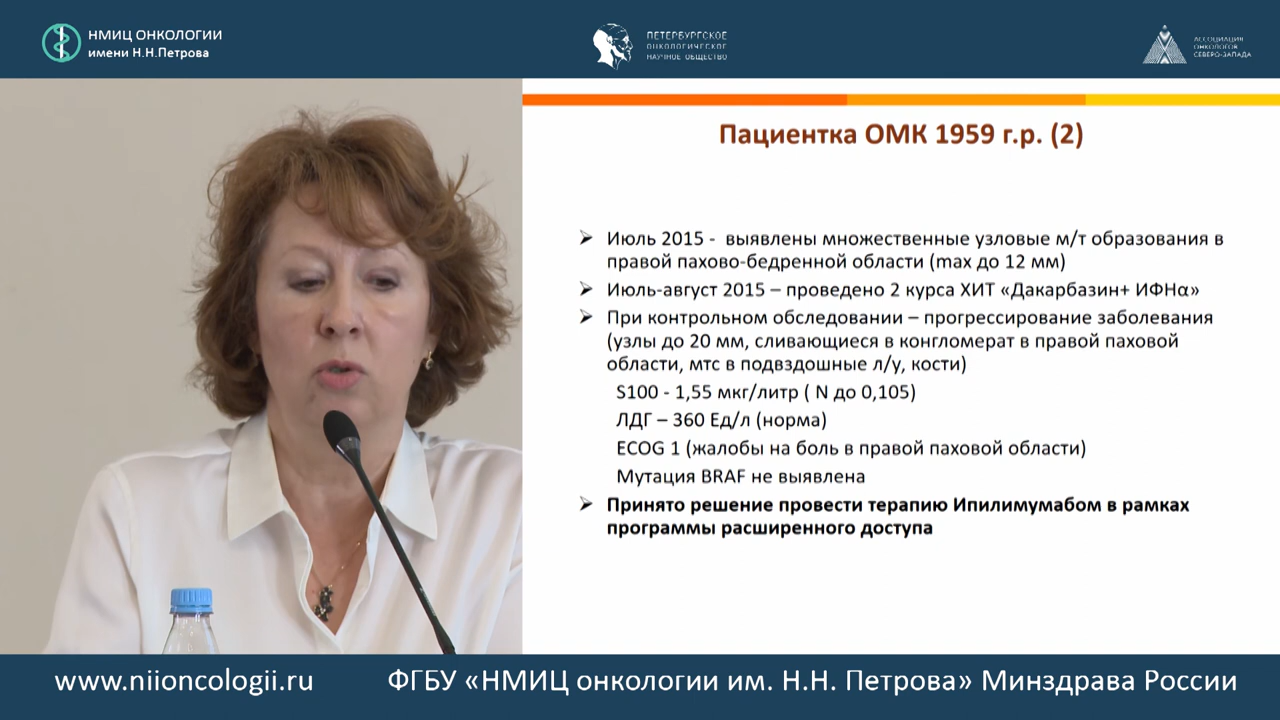 НМИЦ ОНКОЛОГИИ
имени Н.Н.Петрова
ПЕТЕРБУРГСКОЕ
ОНКОЛОГИЧЕСКОЕ
НАУЧНОЕ ОБЩЕСТВО
АССОЦИАЦИЯ
ОНКОЛОГОВ
СЕВЕРО-ЗАПАДА
Пациентка ОМК 1959 г.р. (2)
➢ Июль 2015 - выявлены множественные узловые м/т образования в
правой пахово-бедренной области (max до 12 мм)
➢ Июль-август 2015 – проведено 2 курса ХИТ «Дакарбазин+ ИФНα»
➢ При контрольном обследовании – прогрессирование заболевания
(узлы до 20 мм, сливающиеся в конгломерат в правой паховой
области, мтс в подвздошные л/у, кости)
S100 - 1,55 мкг/литр ( N до 0,105)
ЛДГ – 360 Ед/л (норма)
ECOG 1 (жалобы на боль в правой паховой области)
Мутация BRAF не выявлена
➢ Принято решение провести терапию Ипилимумабом в рамках
программы расширенного доступа
www.niioncologii.ru
ФГБУ «НМИЦ онкологии им. Н.Н. Петрова» Минздрава России